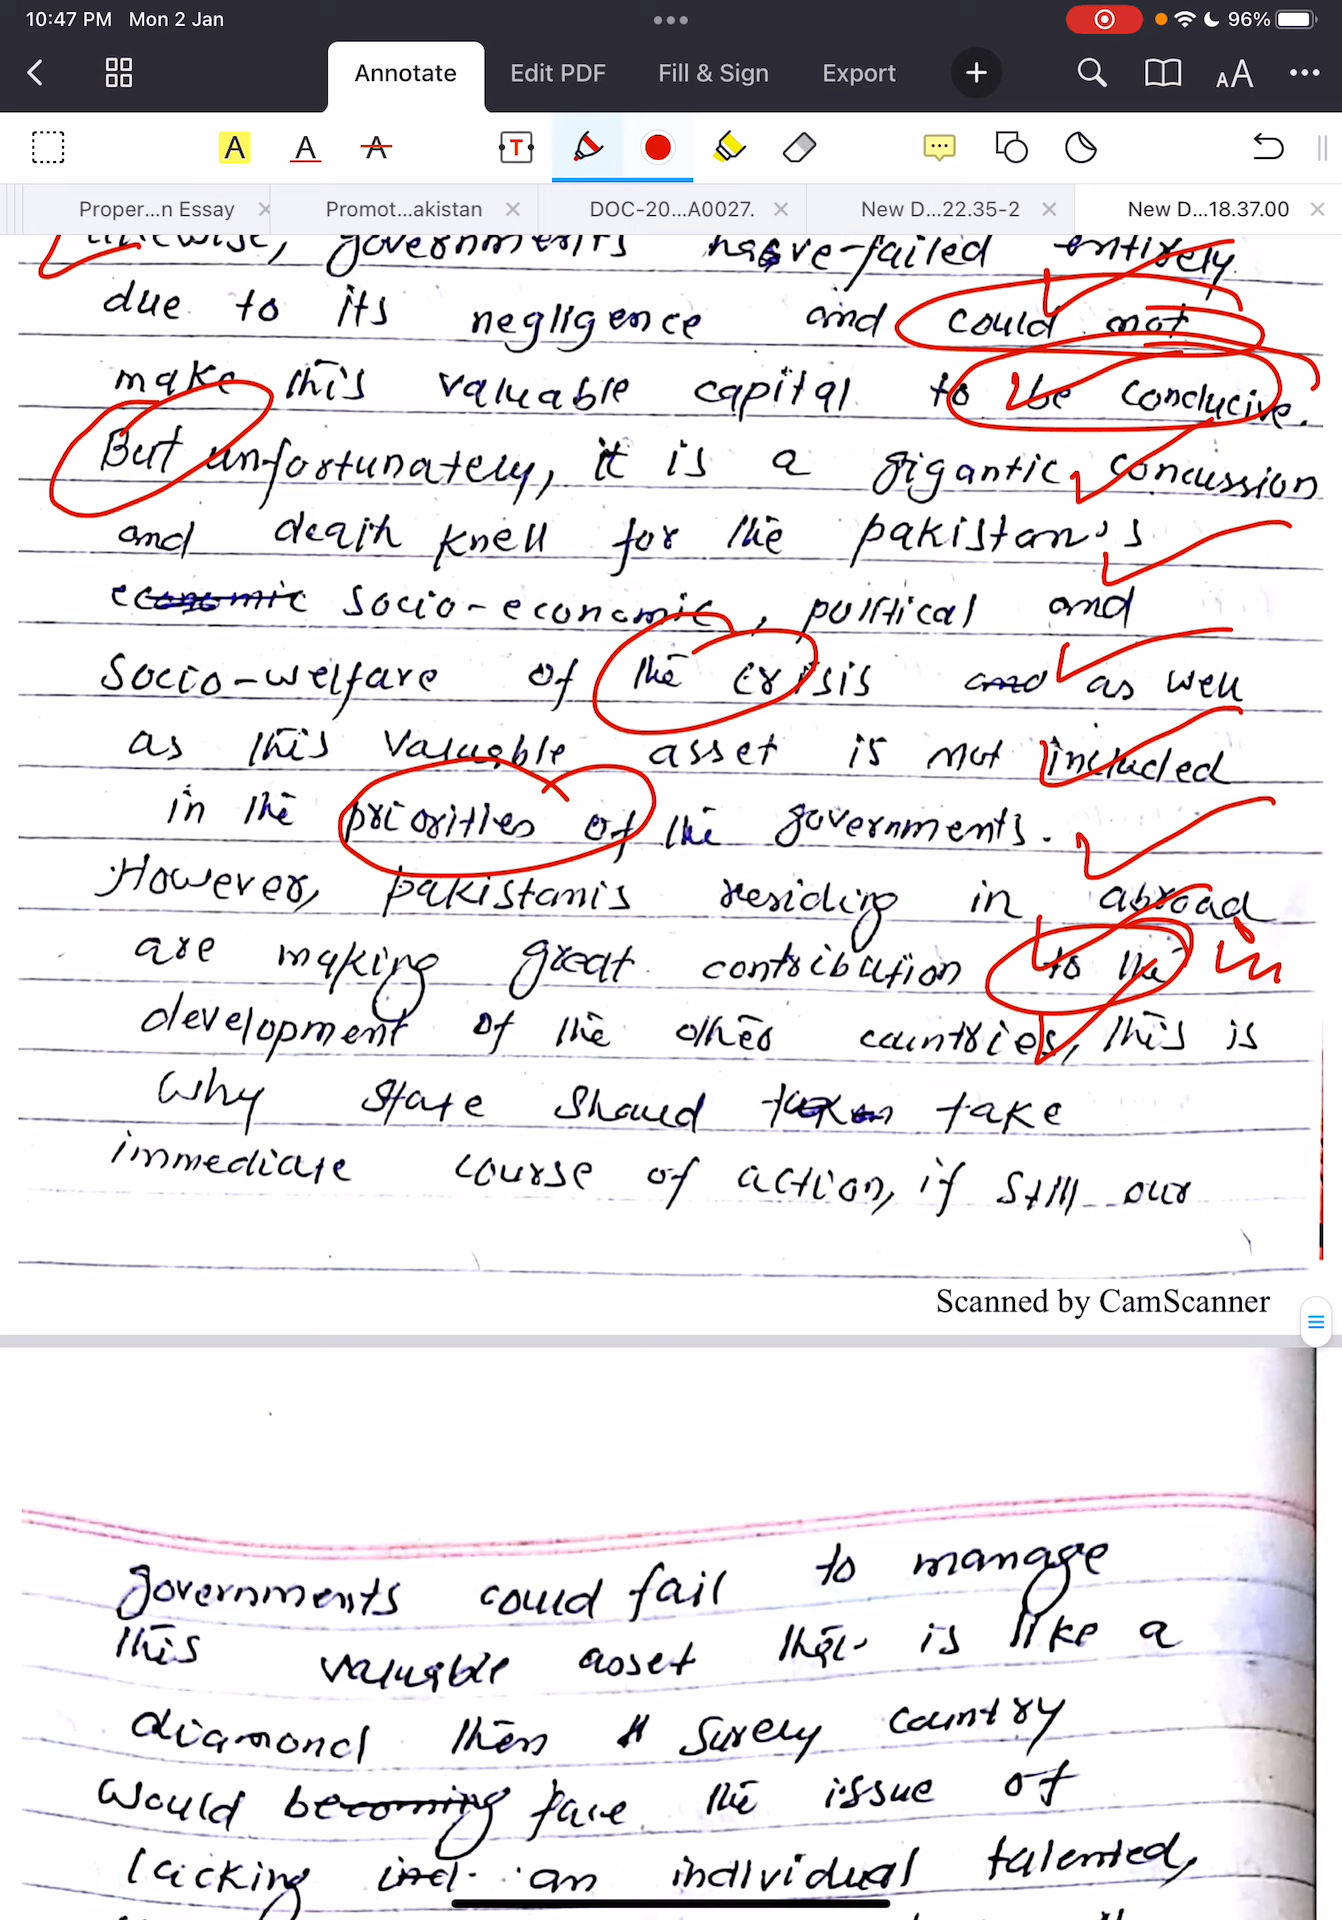 10:47 PM Mon 2 Jan
96%
Annotate Edit PDF Fill & Sign Export
Proper...n Essay Promot...akistan DOC-20...A0027. New D...22.35-2 New D...18.37.00
Likewise, governments have failed entirely
due to its negligence and could not
make this valuable capital to be conclucive.
But unfortunately, it is a gigantic concussion
and death knell for the pakistan's
economic socio-economic, political and
Socio-welfare of the crisis and as well
as this valuable asset is not included
in the priorities of the governments.
However, pakistanis residing in abroad
are making great contribution to the in
development of the other countries, this is
why state should taken take
immediate course of action, if still our
Scanned by CamScanner
governments could fail to manage
this valuable asset that is like a
diamond then surely country
would becoming face the issue of
lacking ind. an individual talented,